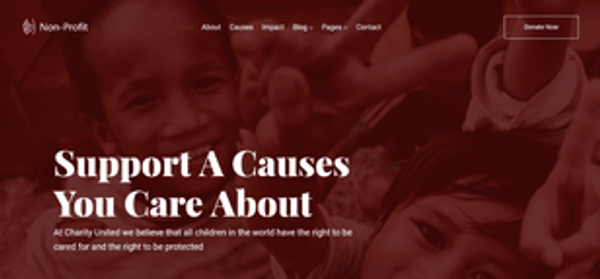 Non-Profit
About Causes Impact Blog Pages Contact
Donate Now
Support A Causes
You Care About
At Charity United we believe that all children in the world have the right to be
cared for and the right to be protected